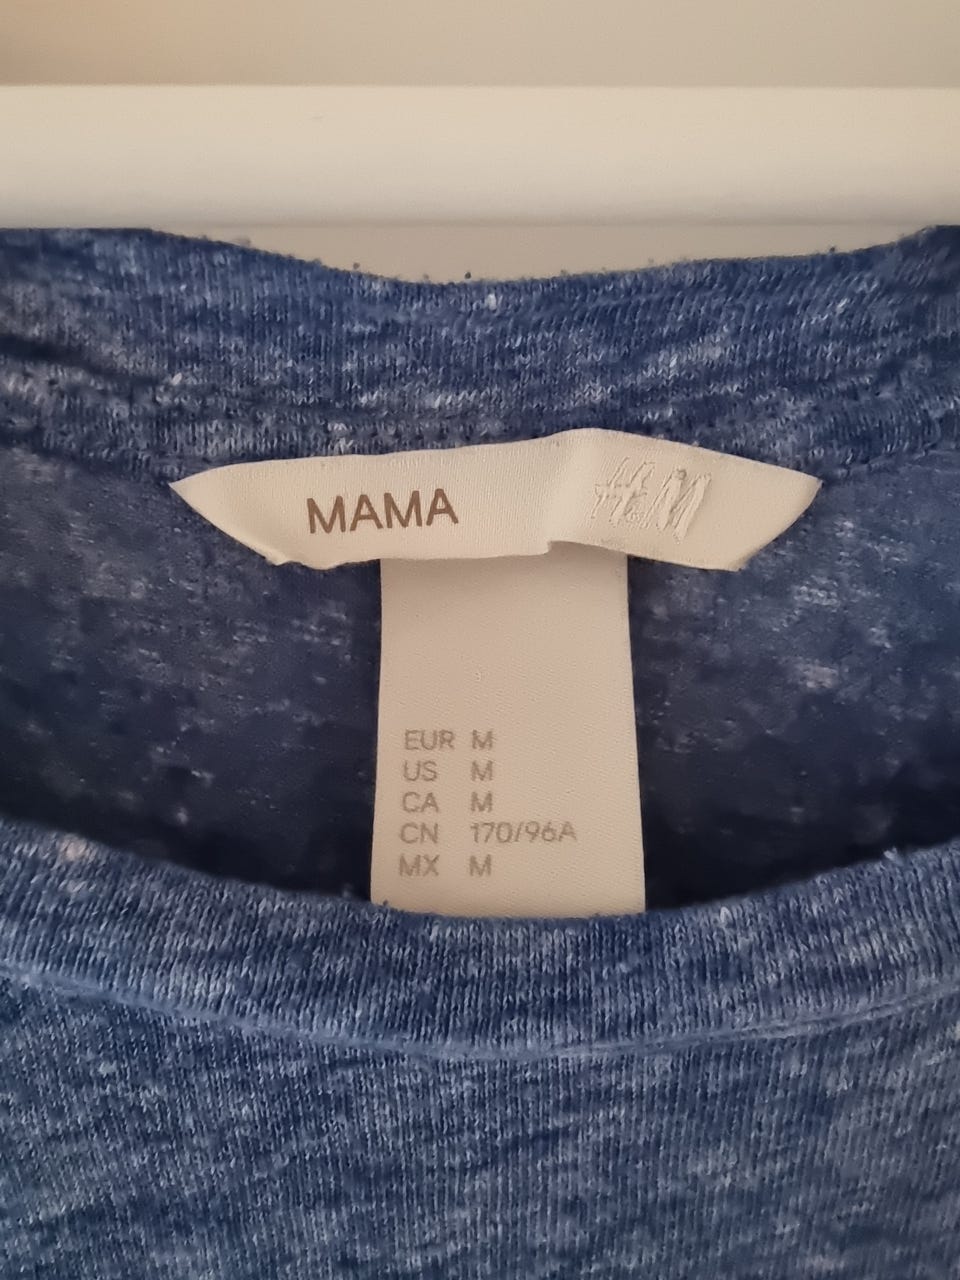 MAMA H&M
EUR M
US M
CA M
CN 170/96A
MX M